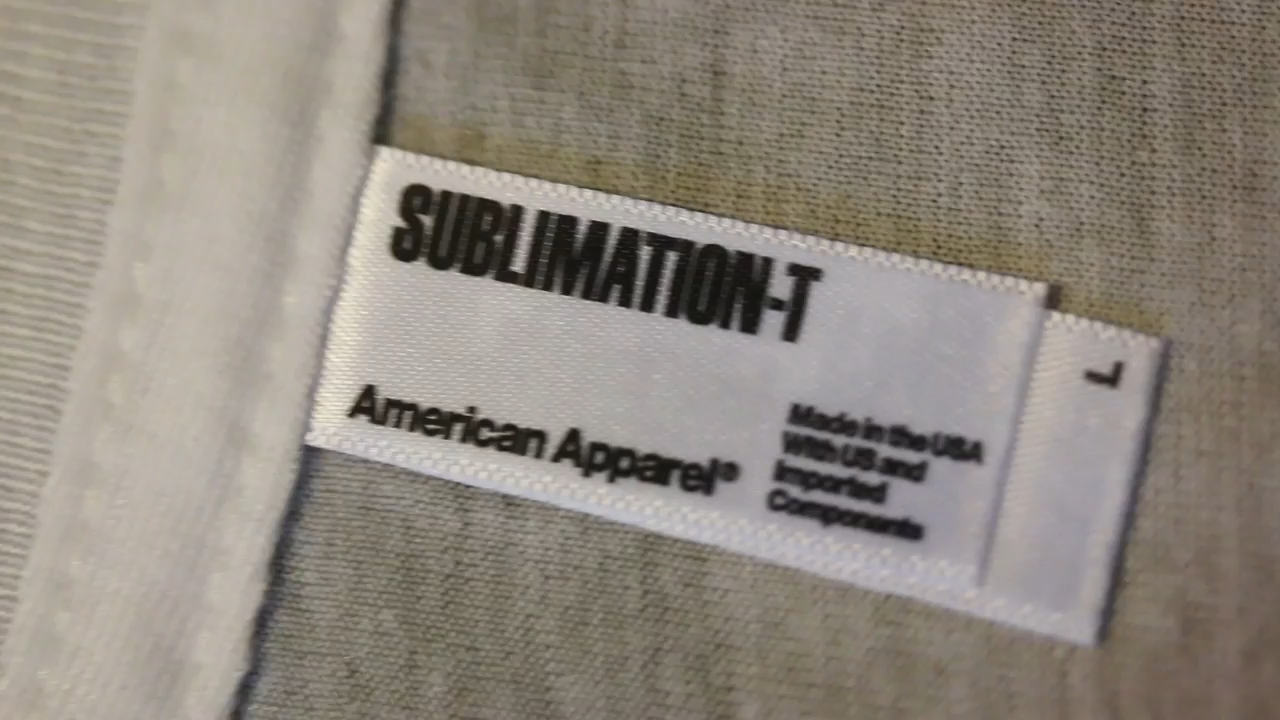 SUBLIMATION-T
American Apparel®
Made in the USA
With US and
Imported
Components
L